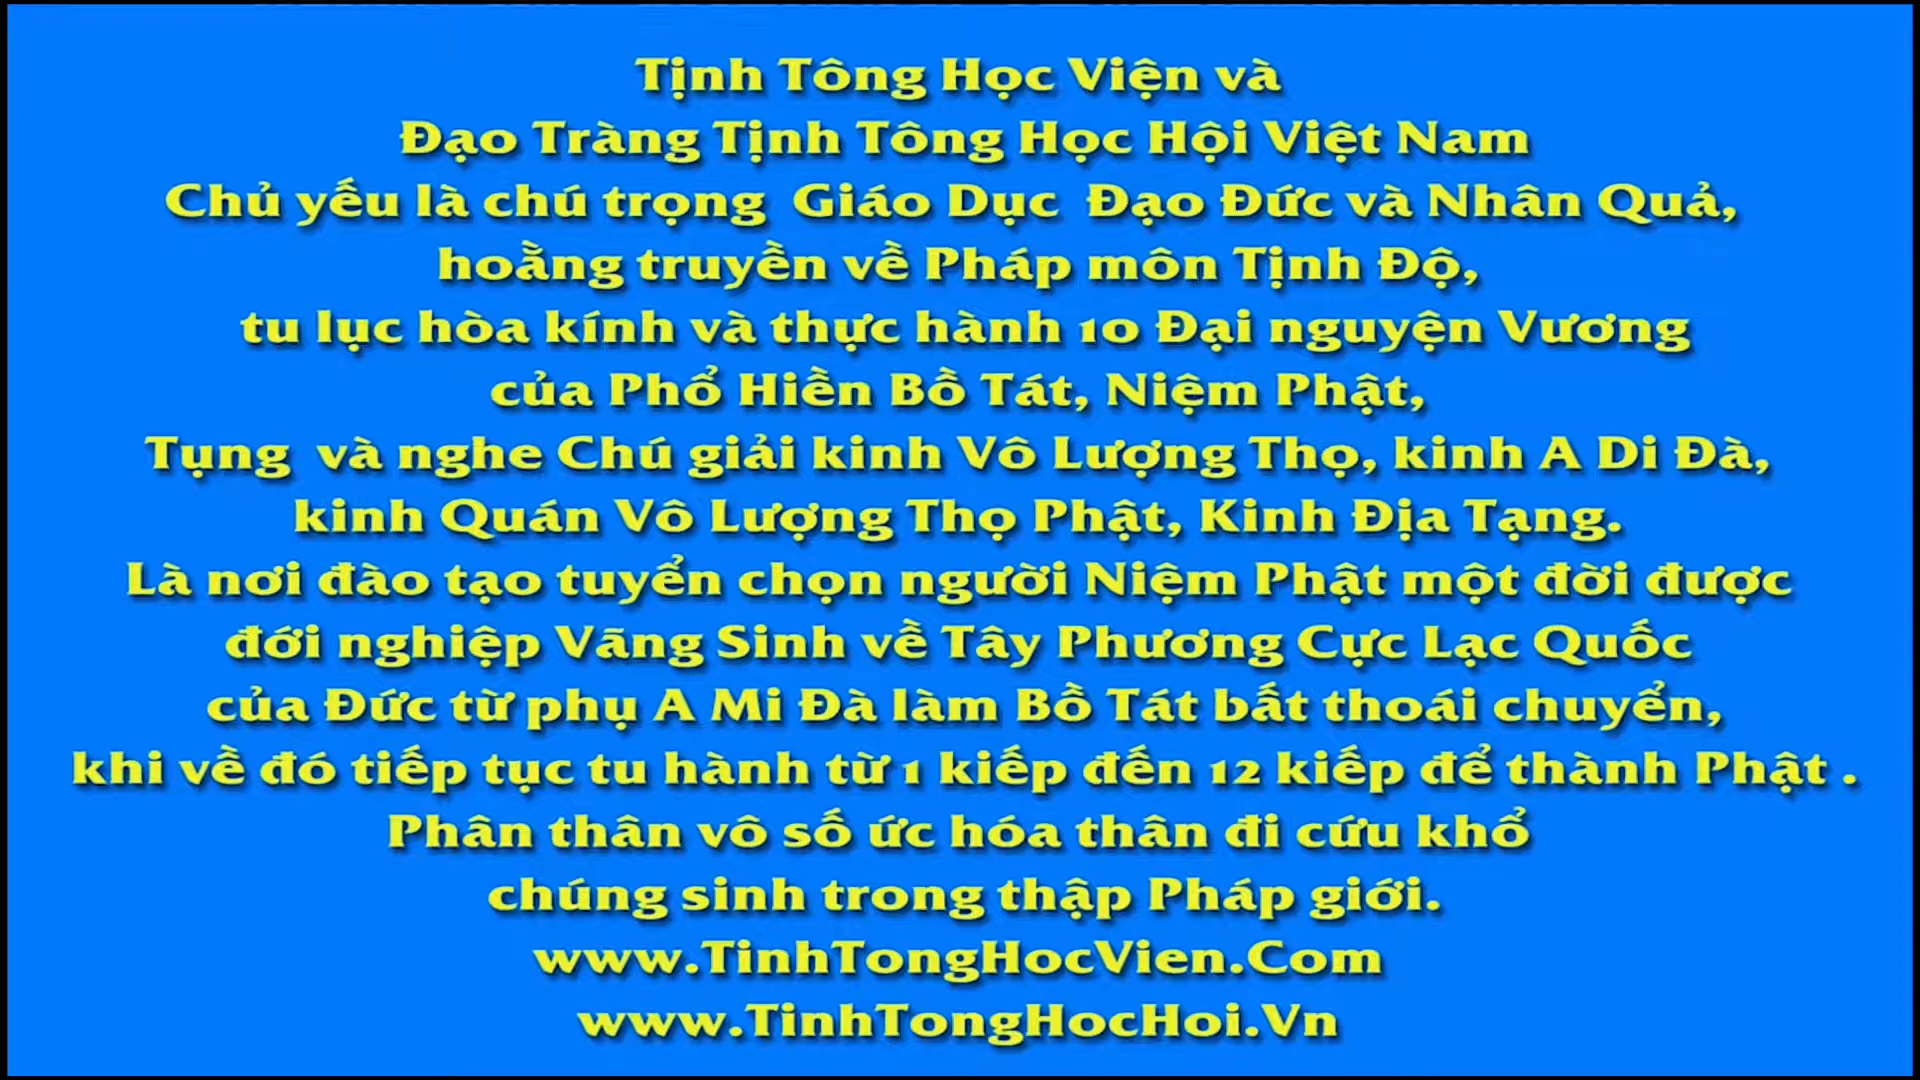 Tịnh Tông Học Viện và
Đạo Tràng Tịnh Tông Học Hội Việt Nam
Chủ yếu là chú trọng Giáo Dục Đạo Đức và Nhân Quả,
hoằng truyền về Pháp môn Tịnh Độ,
tu lục hòa kính và thực hành 10 Đại nguyện Vương
của Phổ Hiền Bồ Tát, Niệm Phật,
Tụng và nghe Chú giải kinh Vô Lượng Thọ, kinh A Di Đà,
kinh Quán Vô Lượng Thọ Phật, Kinh Địa Tạng.
Là nơi đào tạo tuyển chọn người Niệm Phật một đời được
đới nghiệp Vãng Sinh về Tây Phương Cực Lạc Quốc
của Đức từ phụ A Mi Đà làm Bồ Tát bất thoái chuyển,
khi về đó tiếp tục tu hành từ 1 kiếp đến 12 kiếp để thành Phật .
Phân thân vô số ức hóa thân đi cứu khổ
chúng sinh trong thập Pháp giới.
www.TinhTongHocVien.Com
www.TinhTongHocHoi.Vn